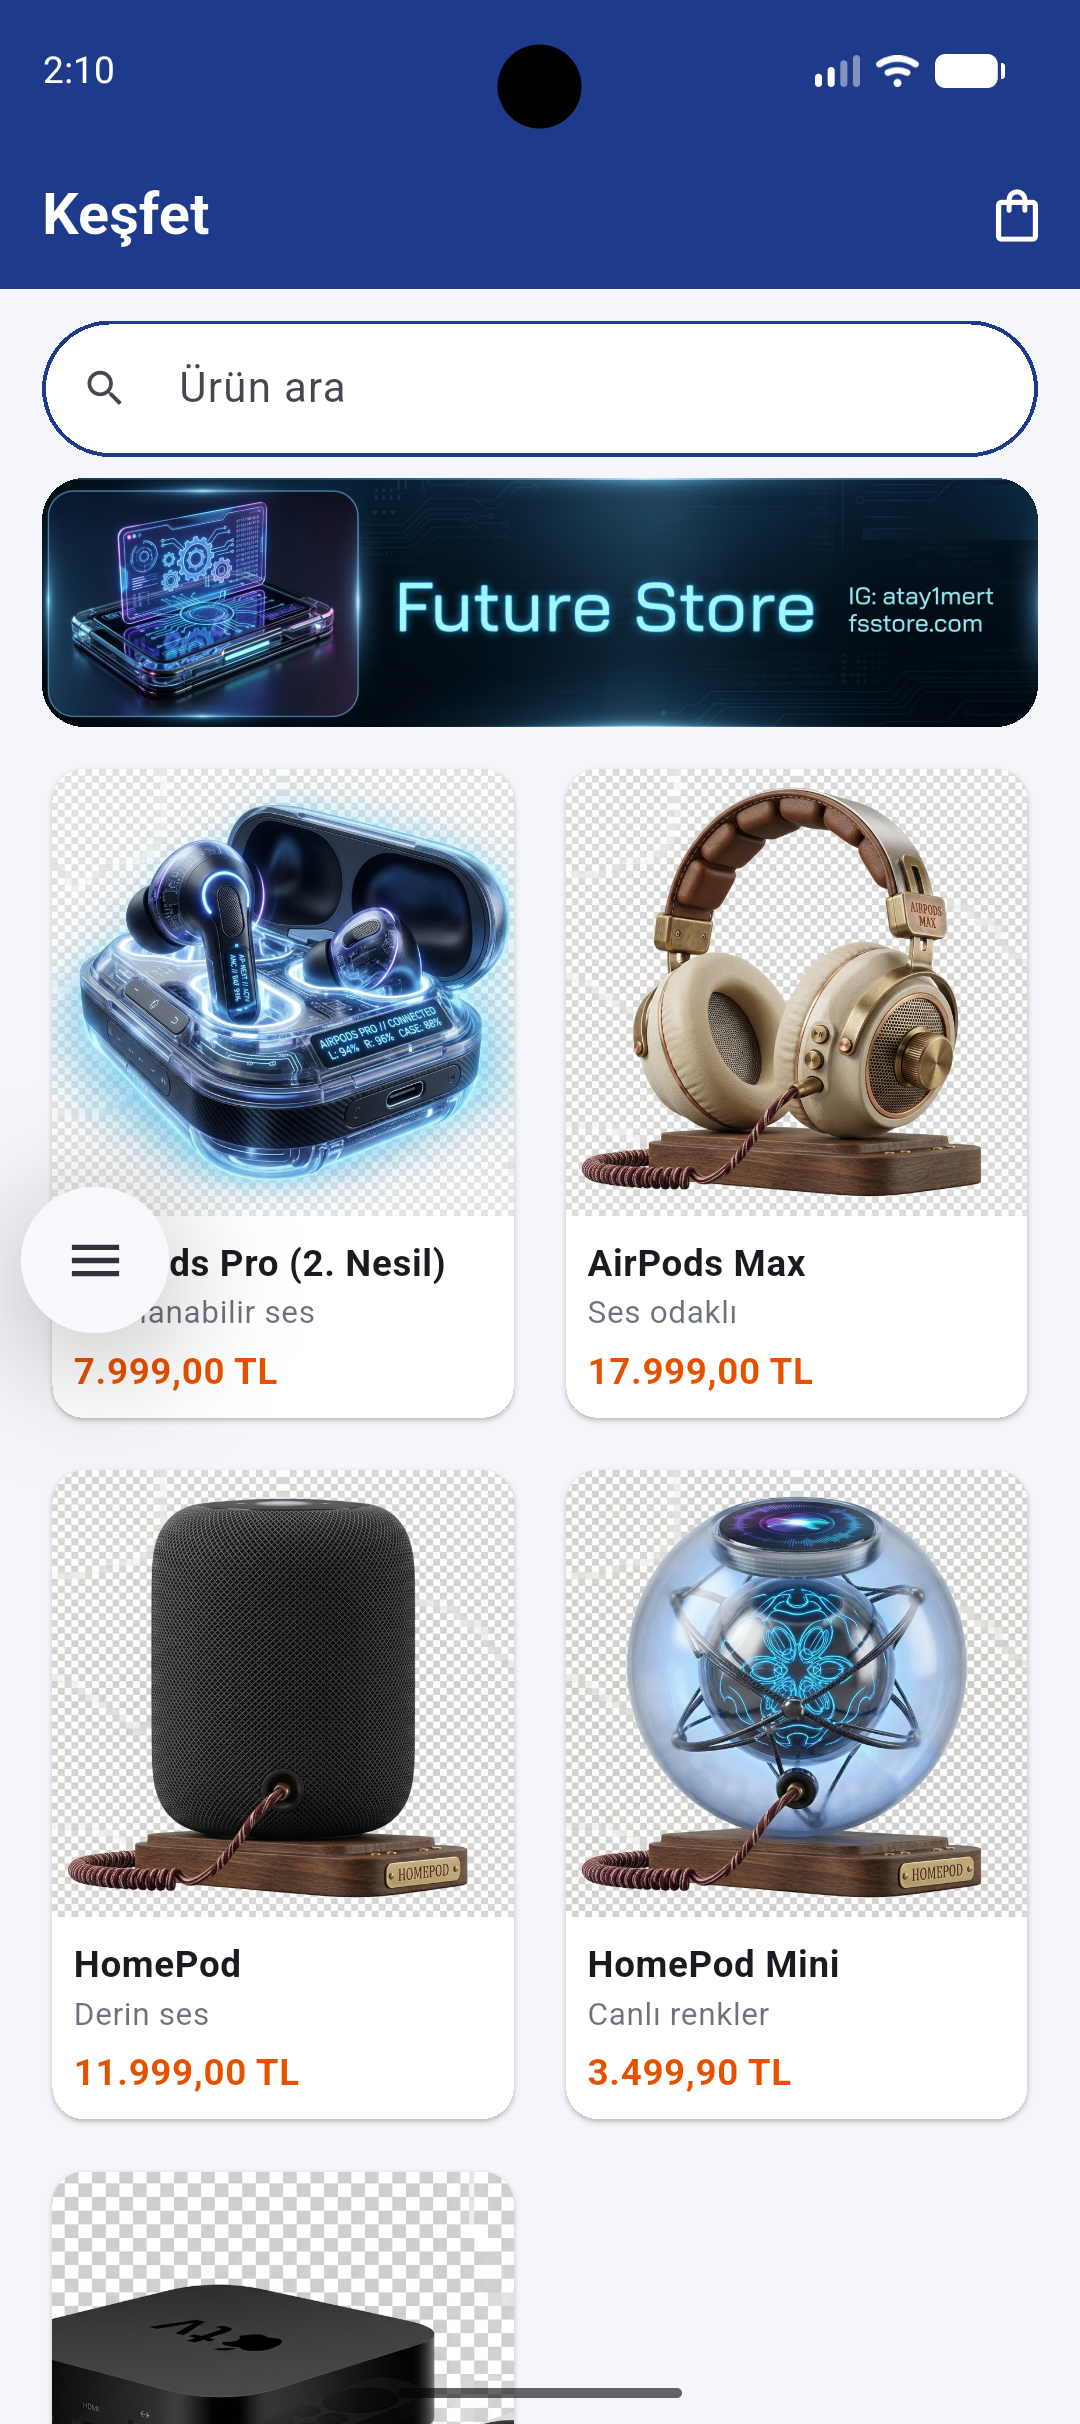 2:10
Keşfet
Ürün ara
Future Store
IG: atay1mert
fsstore.com
AIRPODS PRO // CONNECTED
L: 94% R: 96% CASE: 88%
AIRPODS
MAX
ds Pro (2. Nesil)
anabilir ses
7.999,00 TL
AirPods Max
Ses odaklı
17.999,00 TL
HOMEPOD
HOMEPOD
HomePod
Derin ses
11.999,00 TL
HomePod Mini
Canlı renkler
3.499,90 TL
tv
HDMI